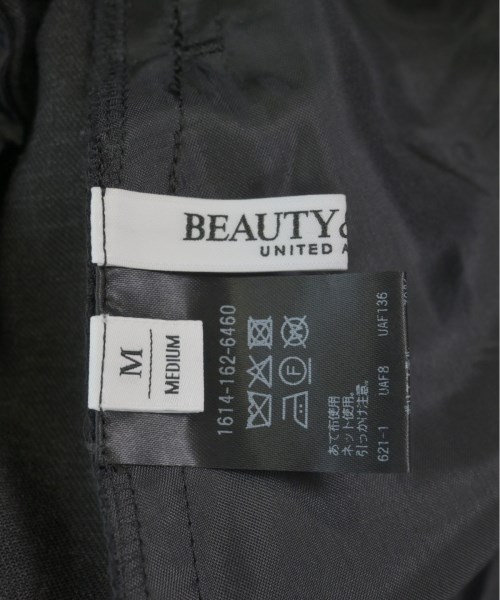 BEAUTY
UNITED A
M
MEDIUM
1614-162-6460
F
あて布使用
ネット使用。
引っかけ注意。
621-1 UAF8 UAF136